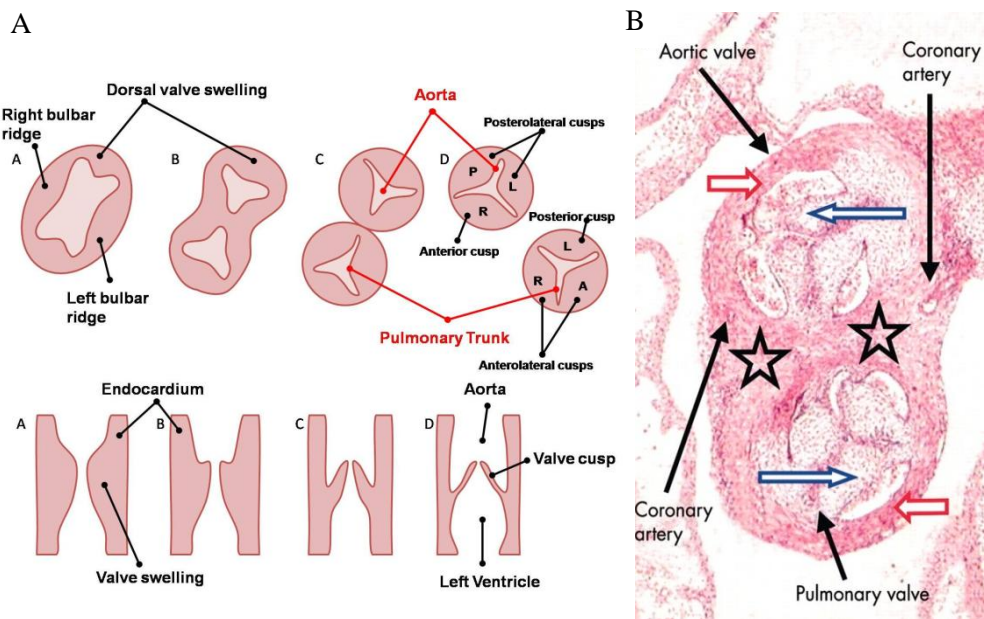 A
Dorsal valve swelling
Right bulbar
ridge
A
B
Left bulbar
ridge
Aorta
C
D
Posterolateral cusps
P
L
R
Anterior cusp
Posterior cusp
L
R
A
Pulmonary Trunk
Anterolateral cusps
Endocardium
A
B
C
D
Aorta
Valve cusp
Valve swelling
Left Ventricle
B
Aortic valve
Coronary
artery
Coronary
artery
Pulmonary valve